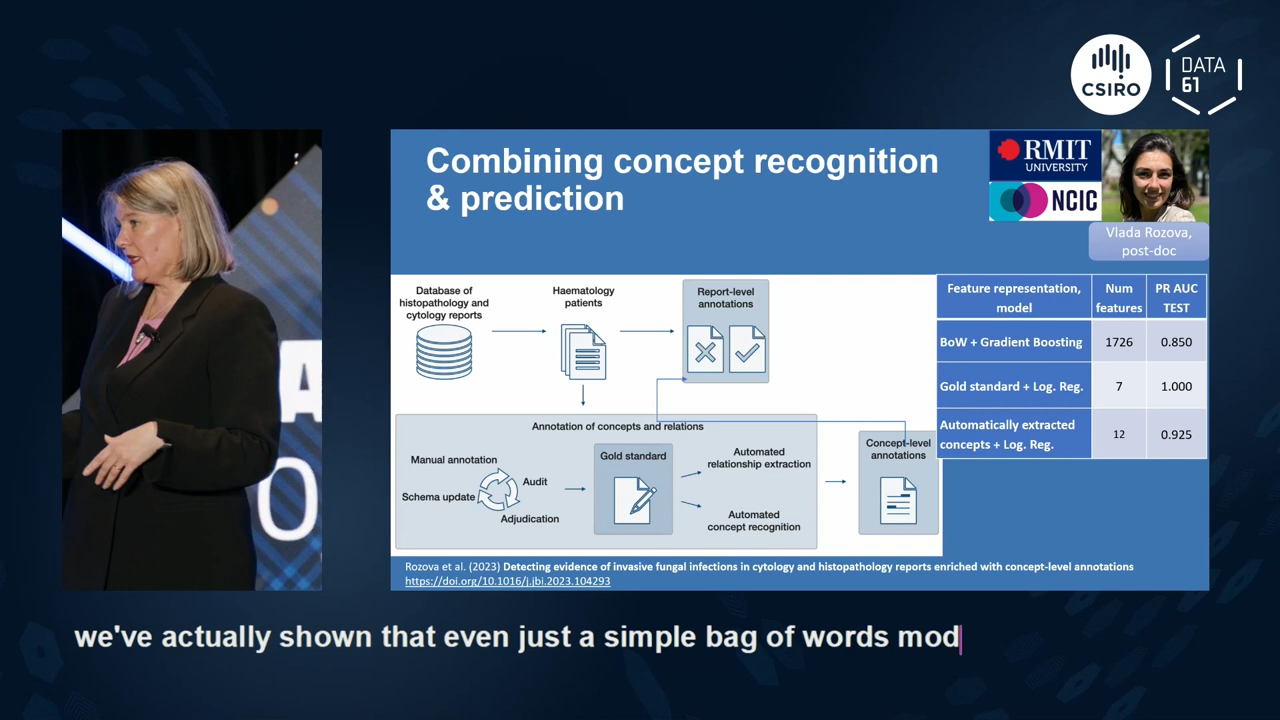 CSIRO
DATA
61
Combining concept recognition
& prediction
RMIT
UNIVERSITY
NCIC
Vlada Rozova,
post-doc
Database of
histopathology and
cytology reports
Haematology
patients
Report-level
annotations
Annotation of concepts and relations
Manual annotation
Audit
Schema update
Adjudication
Gold standard
Automated
relationship extraction
Automated
concept recognition
Concept-level
annotations
Feature representation,
model
Num
features
PR AUC
TEST
BoW + Gradient Boosting
1726
0.850
Gold standard + Log. Reg.
7
1.000
Automatically extracted
concepts + Log. Reg.
12
0.925
Rozova et al. (2023) Detecting evidence of invasive fungal infections in cytology and histopathology reports enriched with concept-level annotations
https://doi.org/10.1016/j.jbi.2023.104293
we've actually shown that even just a simple bag of words mod